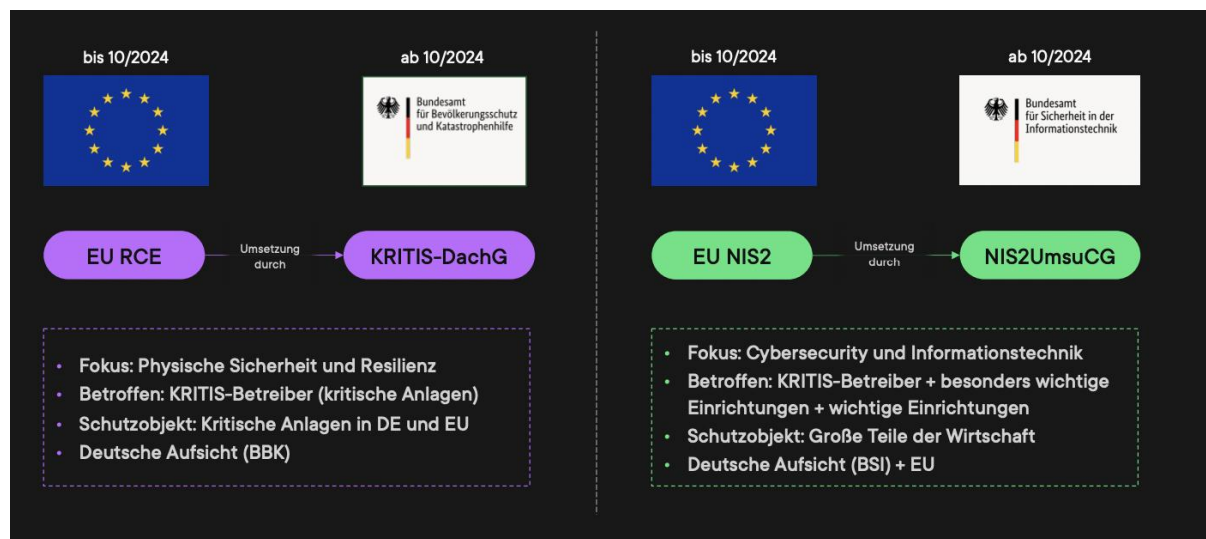 bis 10/2024
ab 10/2024
Bundesamt
für Bevölkerungsschutz
und Katastrophenhilfe
EU RCE
Umsetzung
durch
KRITIS-DachG
• Fokus: Physische Sicherheit und Resilienz
• Betroffen: KRITIS-Betreiber (kritische Anlagen)
• Schutzobjekt: Kritische Anlagen in DE und EU
• Deutsche Aufsicht (BBK)
bis 10/2024
ab 10/2024
Bundesamt
für Sicherheit in der
Informationstechnik
EU NIS2
Umsetzung
durch
NIS2UmsuCG
• Fokus: Cybersecurity und Informationstechnik
• Betroffen: KRITIS-Betreiber + besonders wichtige
Einrichtungen + wichtige Einrichtungen
• Schutzobjekt: Große Teile der Wirtschaft
• Deutsche Aufsicht (BSI) + EU